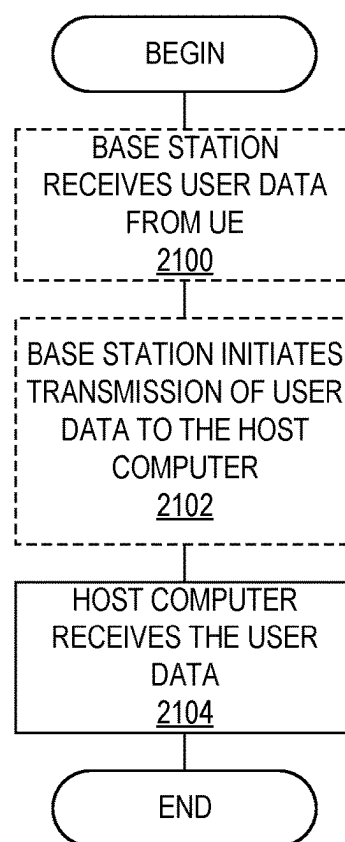 BEGIN
BASE STATION
RECEIVES USER DATA
FROM UE
2100
BASE STATION INITIATES
TRANSMISSION OF USER
DATA TO THE HOST
COMPUTER
2102
HOST COMPUTER
RECEIVES THE USER
DATA
2104
END